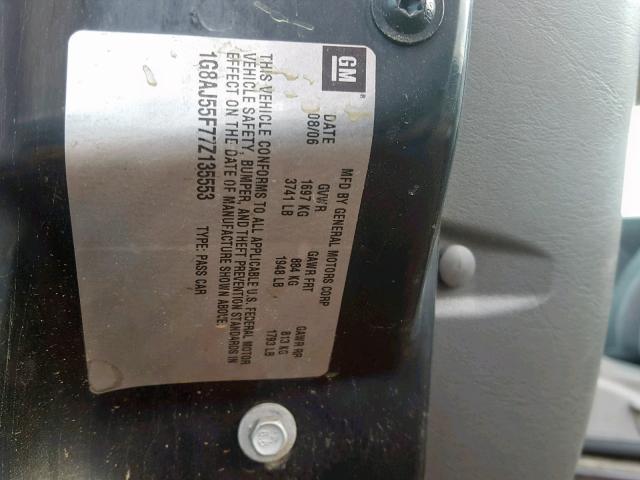 GM
MFD BY GENERAL MOTORS CORP
DATE GVWR GAWR FRT GAWR RR
08/06 1697 KG 884 KG 813 KG
3741 LB 1948 LB 1793 LB
THIS VEHICLE CONFORMS TO ALL APPLICABLE U.S. FEDERAL MOTOR
VEHICLE SAFETY, BUMPER, AND THEFT PREVENTION STANDARDS IN
EFFECT ON THE DATE OF MANUFACTURE SHOWN ABOVE.
1G8AJ55F77Z135553 TYPE: PASS CAR